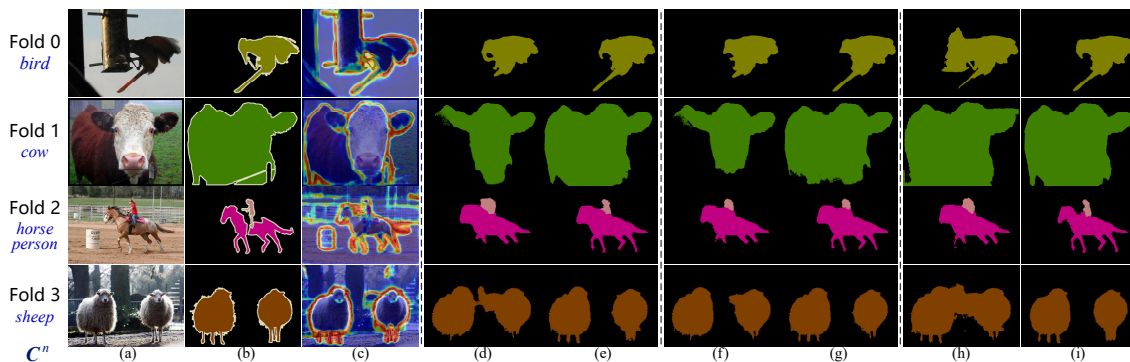 Fold 0
bird
Fold 1
cow
Fold 2
horse
person
Fold 3
sheep
C^n (a) (b) (c) (d) (e) (f) (g) (h) (i)